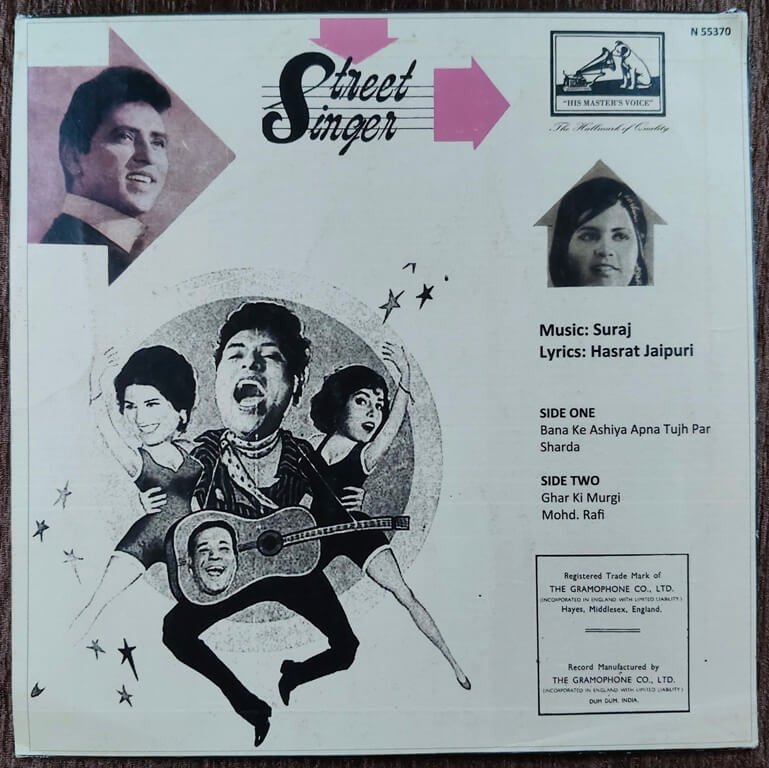 N 55370
Street
Singer
"HIS MASTER'S VOICE"
The Hallmark of Quality
Music: Suraj
Lyrics: Hasrat Jaipuri
SIDE ONE
Bana Ke Ashiya Apna Tujh Par
Sharda
SIDE TWO
Ghar Ki Murgi
Mohd. Rafi
Registered Trade Mark of
THE GRAMOPHONE CO., LTD.
(INCORPORATED IN ENGLAND WITH LIMITED LIABILITY)
Hayes, Middlesex, England.
Record Manufactured by
THE GRAMOPHONE CO., LTD.
(INCORPORATED IN ENGLAND WITH LIMITED LIABILITY)
DUM DUM, INDIA.